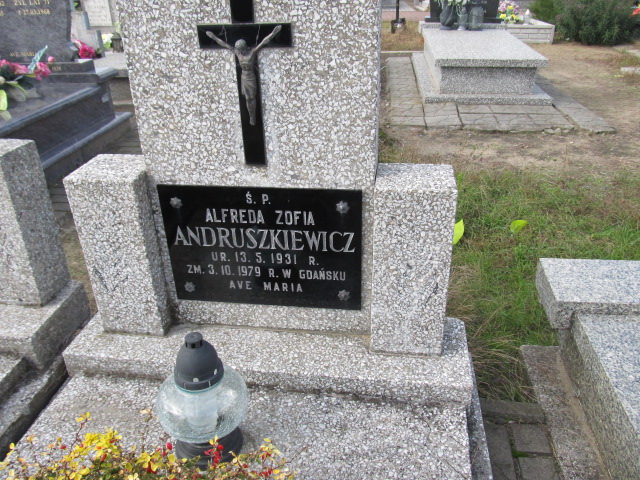 Ś. P.
ALFREDA ZOFIA
ANDRUSZKIEWICZ
UR. 13. 5. 1931 R.
ZM. 3. 10. 1979 R. W GDAŃSKU
AVE MARIA